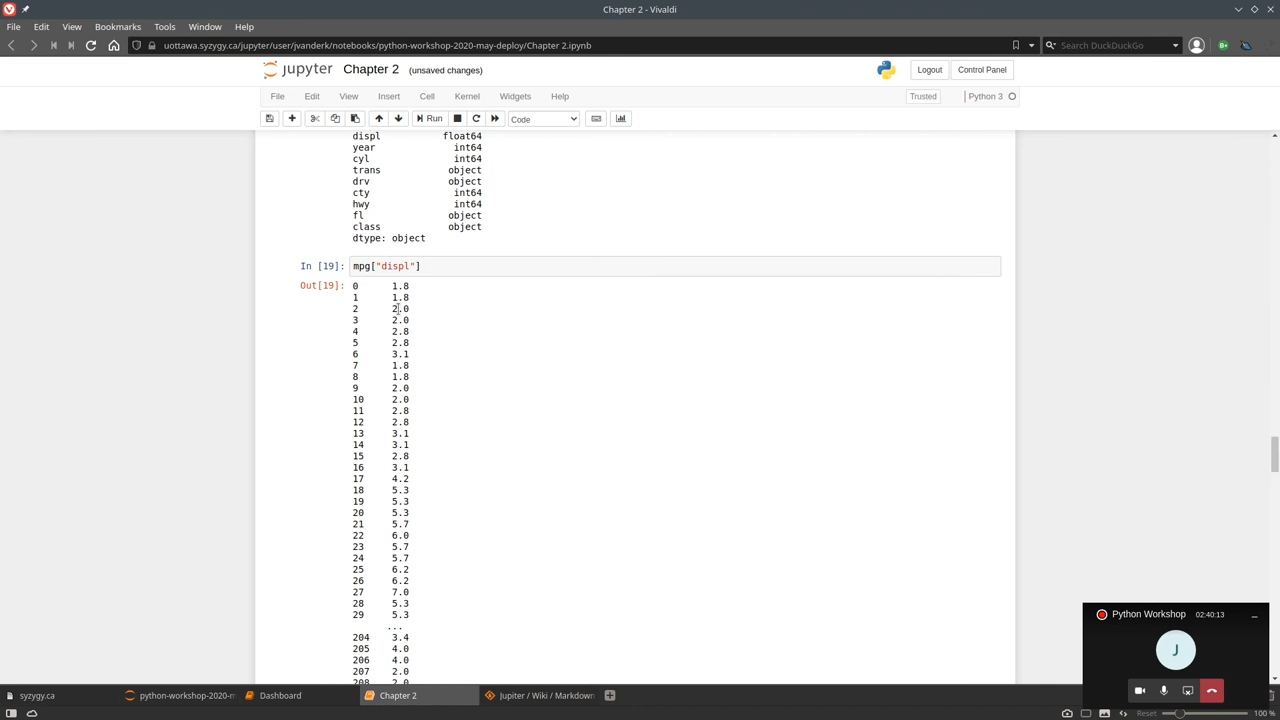 Chapter 2 - Vivaldi
File Edit View Bookmarks Tools Window Help
uottawa.syzygy.ca/jupyter/user/jvanderk/notebooks/python-workshop-2020-may-deploy/Chapter 2.ipynb
Search DuckDuckGo
jupyter Chapter 2 (unsaved changes)
Logout Control Panel
File Edit View Insert Cell Kernel Widgets Help
Trusted Python 3
Run Code
displ float64
year int64
cyl int64
trans object
drv object
cty int64
hwy int64
fl object
class object
dtype: object
In [19]: mpg["displ"]
Out[19]: 0 1.8
1 1.8
2 2.0
3 2.0
4 2.8
5 2.8
6 3.1
7 1.8
8 1.8
9 2.0
10 2.0
11 2.8
12 2.8
13 3.1
14 3.1
15 2.8
16 3.1
17 4.2
18 5.3
19 5.3
20 5.3
21 5.7
22 6.0
23 5.7
24 5.7
25 6.2
26 6.2
27 7.0
28 5.3
29 5.3
...
204 3.4
205 4.0
206 4.0
207 2.0
208 2.0
Python Workshop 02:40:13
J
syzygy.ca python-workshop-2020-m Dashboard Chapter 2 Jupiter / Wiki / Markdown
Reset 100 %